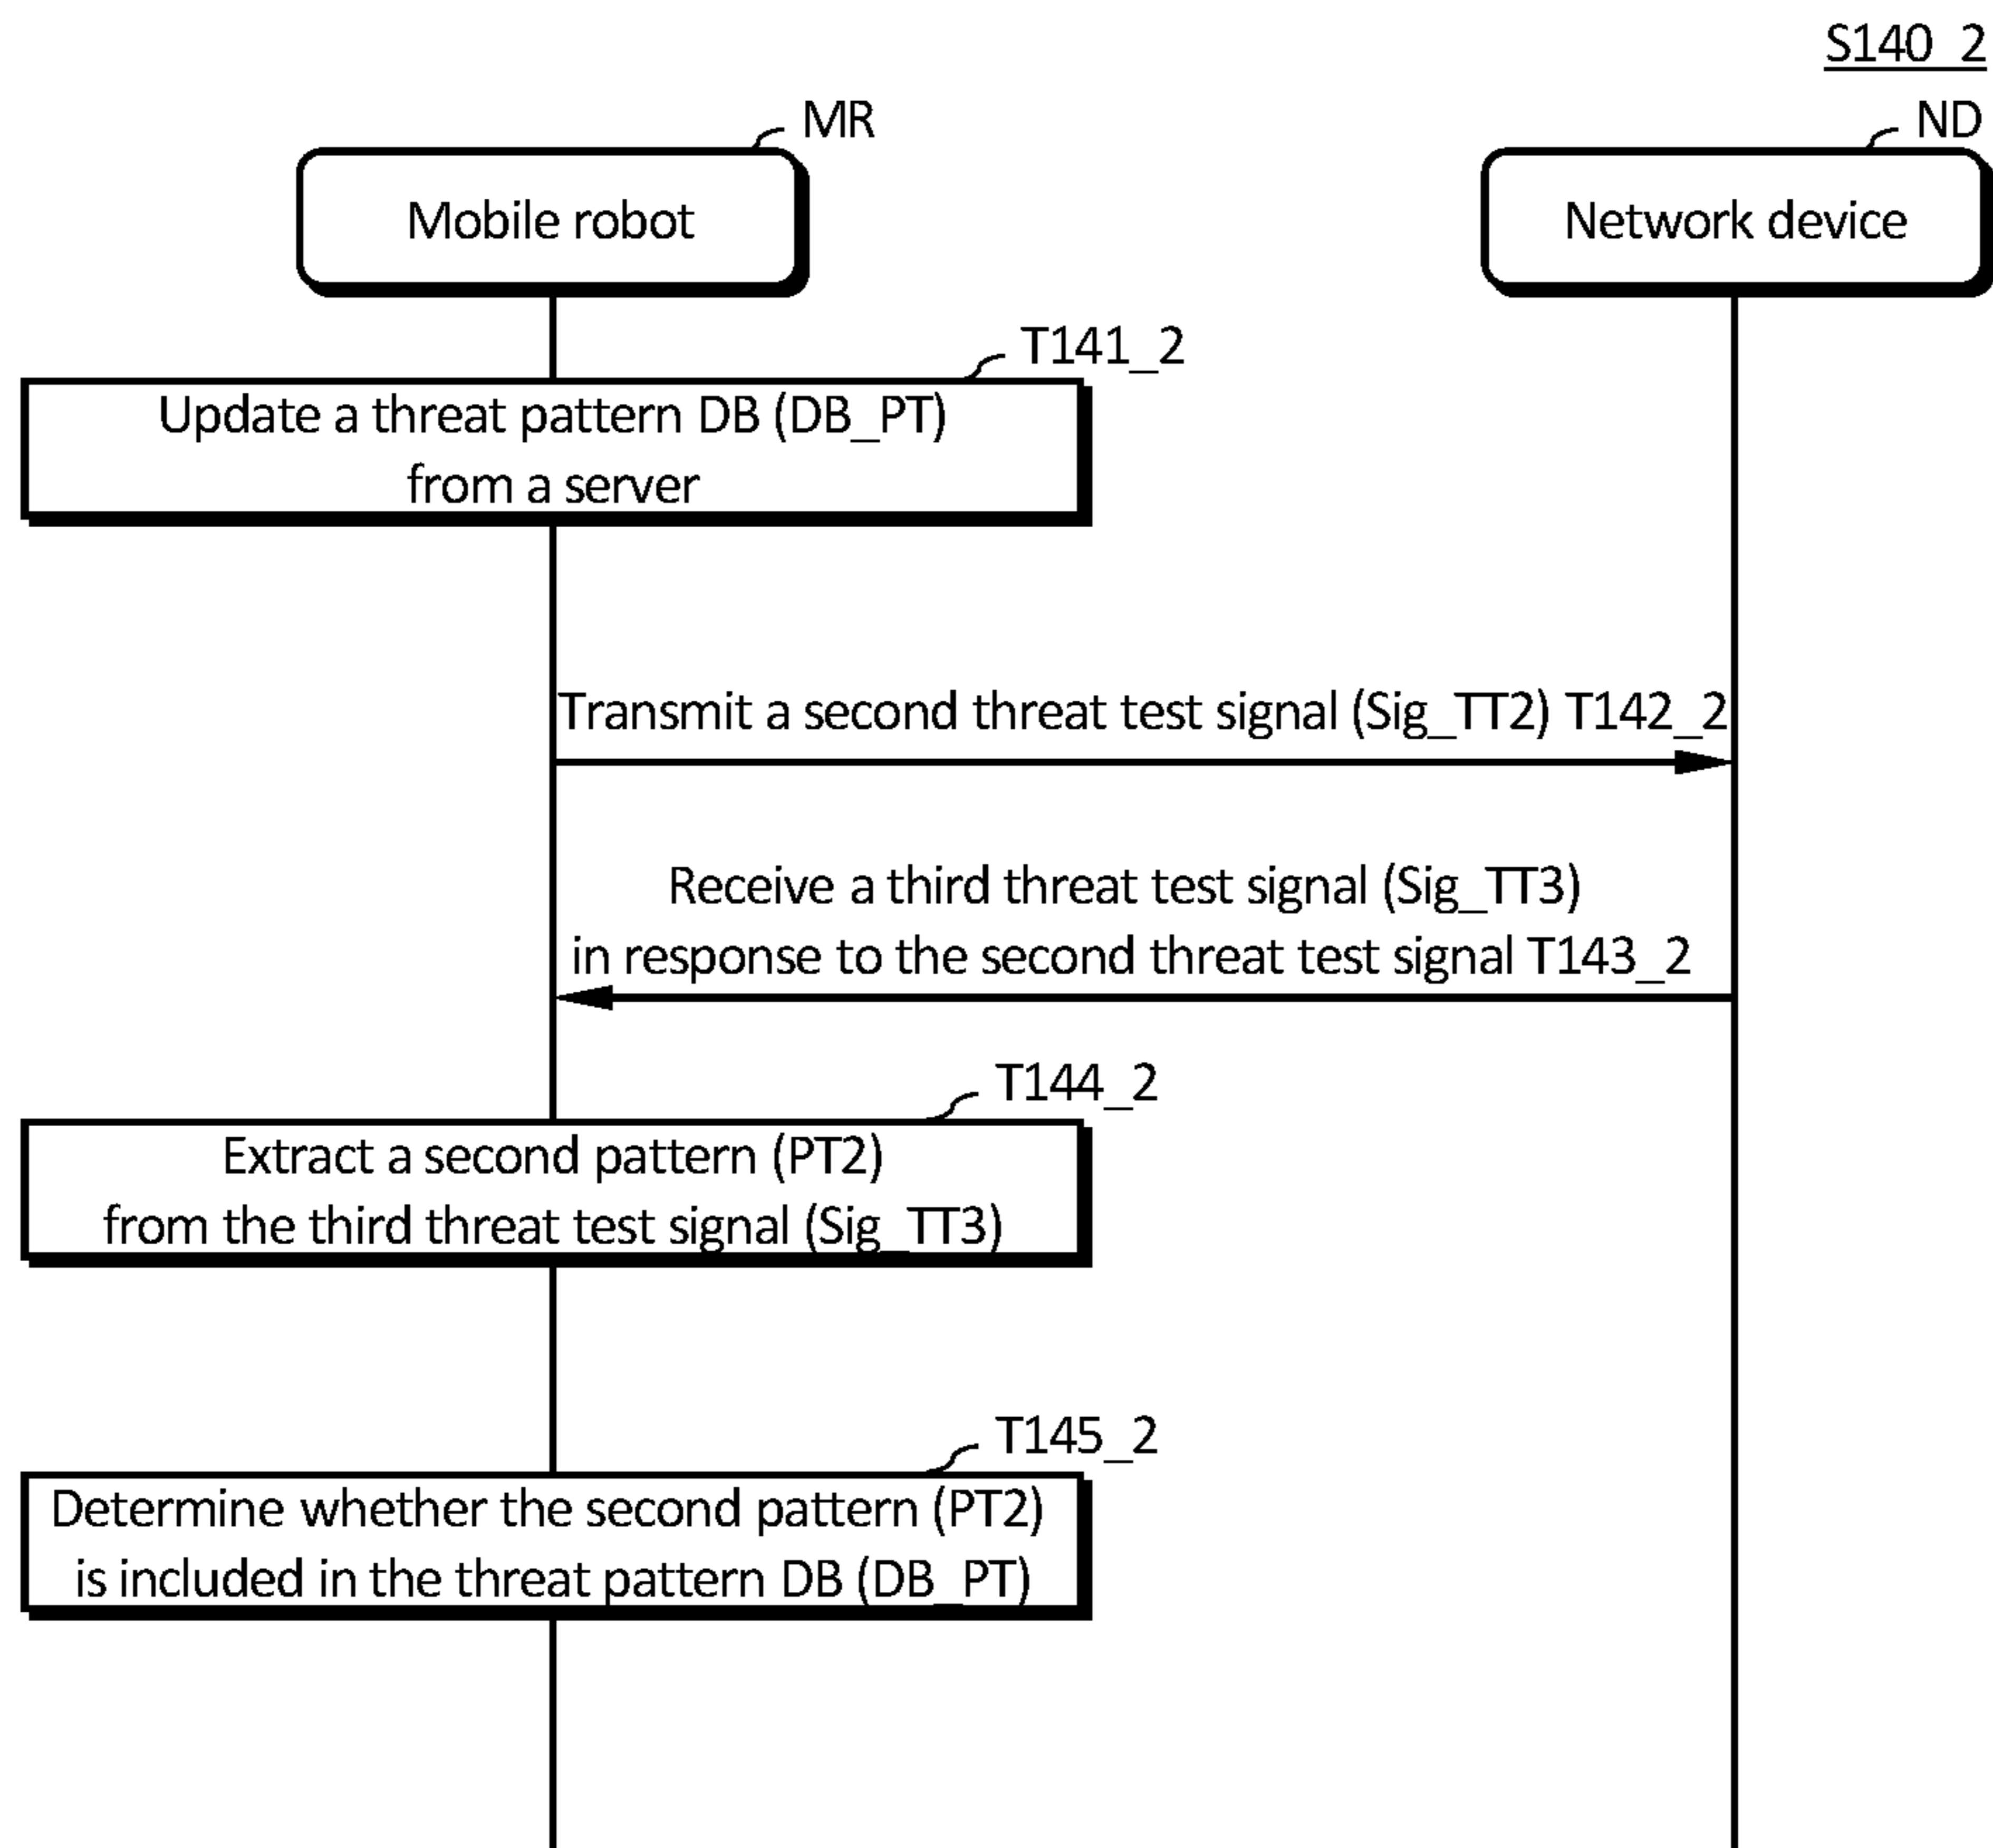 S140_2
MR
ND
Mobile robot
Network device
T141_2
Update a threat pattern DB (DB_PT)
from a server
Transmit a second threat test signal (Sig_TT2) T142_2
Receive a third threat test signal (Sig_TT3)
in response to the second threat test signal T143_2
T144_2
Extract a second pattern (PT2)
from the third threat test signal (Sig_TT3)
T145_2
Determine whether the second pattern (PT2)
is included in the threat pattern DB (DB_PT)